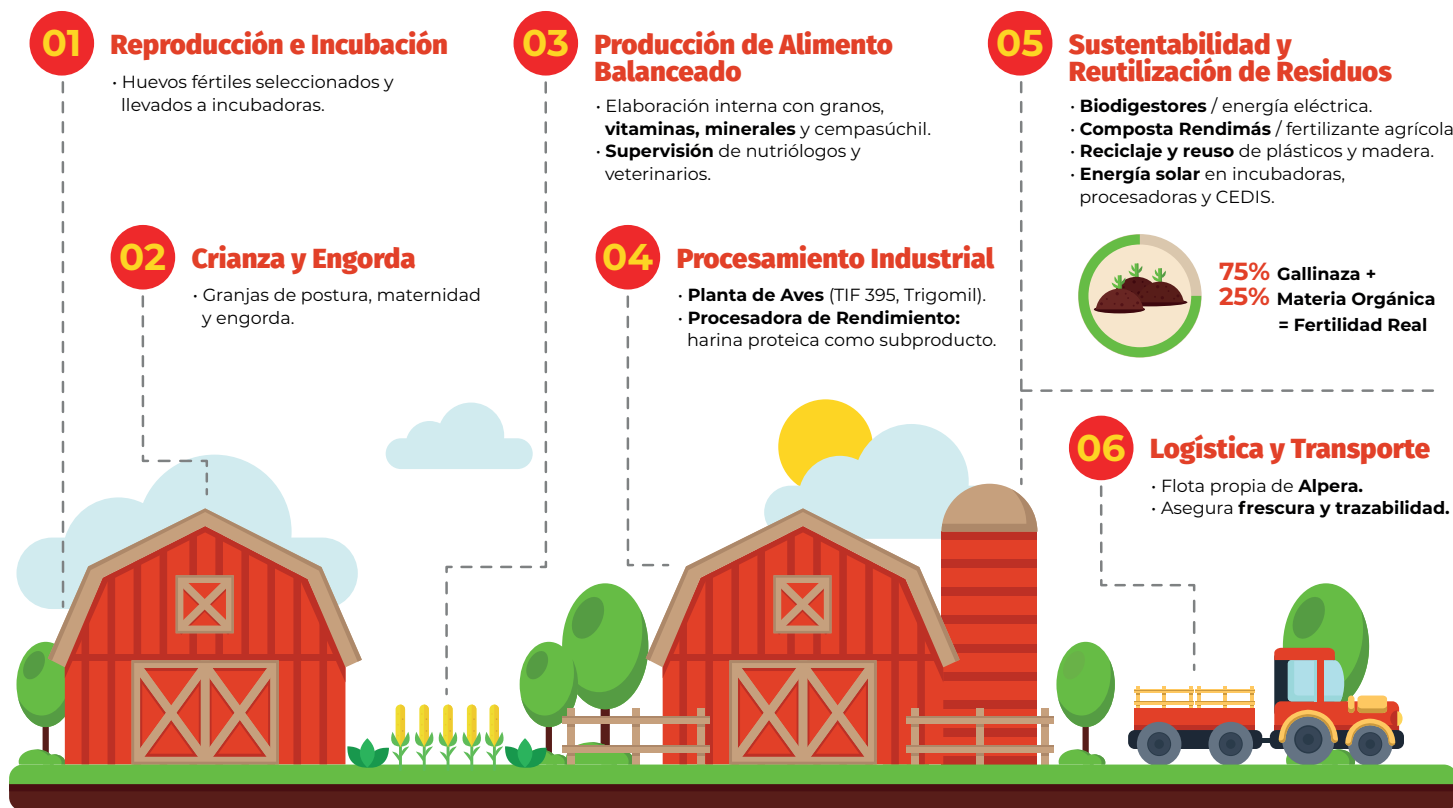 01
Reproducción e Incubación
· Huevos fértiles seleccionados y
llevados a incubadoras.
02
Crianza y Engorda
· Granjas de postura, maternidad
y engorda.
03
Producción de Alimento
Balanceado
· Elaboración interna con granos,
vitaminas, minerales y cempasúchil.
· Supervisión de nutriólogos y
veterinarios.
04
Procesamiento Industrial
· Planta de Aves (TIF 395, Trigomil).
· Procesadora de Rendimiento:
harina proteica como subproducto.
05
Sustentabilidad y
Reutilización de Residuos
· Biodigestores / energía eléctrica.
· Composta Rendimás / fertilizante agrícola
· Reciclaje y reuso de plásticos y madera.
· Energía solar en incubadoras,
procesadoras y CEDIS.
75% Gallinaza +
25% Materia Orgánica
= Fertilidad Real
06
Logística y Transporte
· Flota propia de Alpera.
· Asegura frescura y trazabilidad.